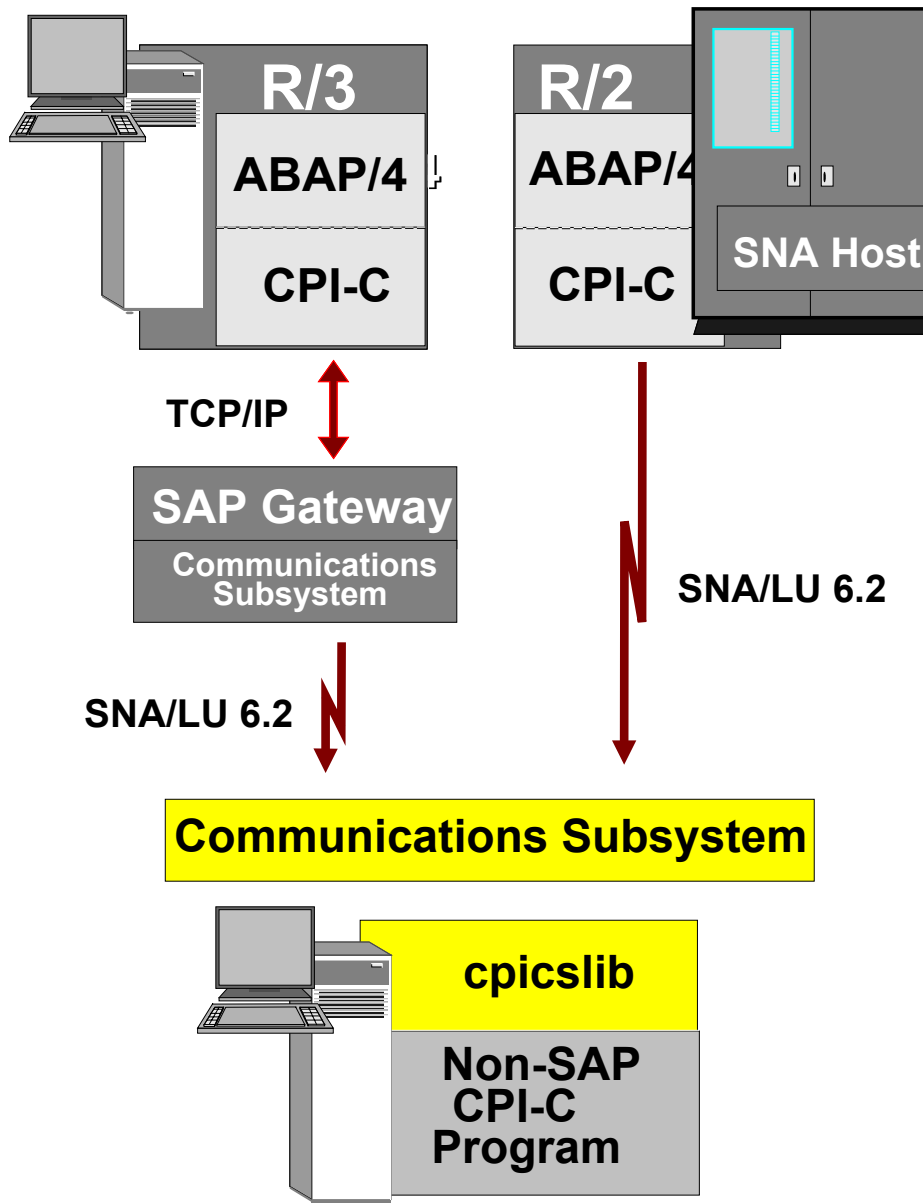 R/3
ABAP/4
CPI-C
R/2
ABAP/4
CPI-C
SNA Host
TCP/IP
SAP Gateway
Communications
Subsystem
SNA/LU 6.2
SNA/LU 6.2
Communications Subsystem
cpicslib
Non-SAP
CPI-C
Program